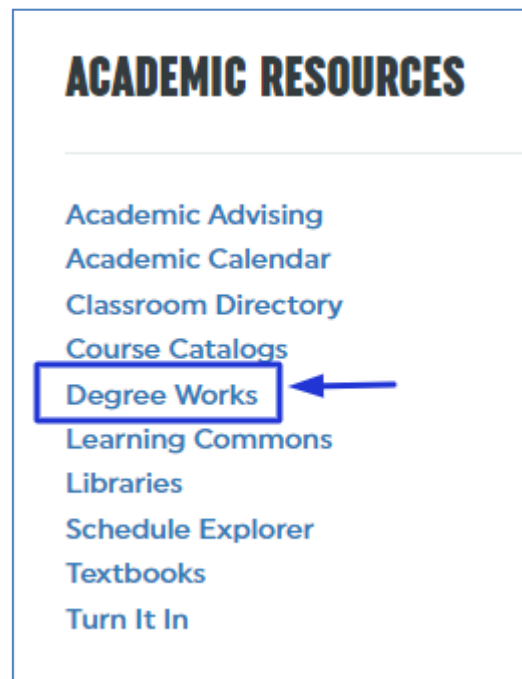 ACADEMIC RESOURCES
Academic Advising
Academic Calendar
Classroom Directory
Course Catalogs
Degree Works
Learning Commons
Libraries
Schedule Explorer
Textbooks
Turn It In